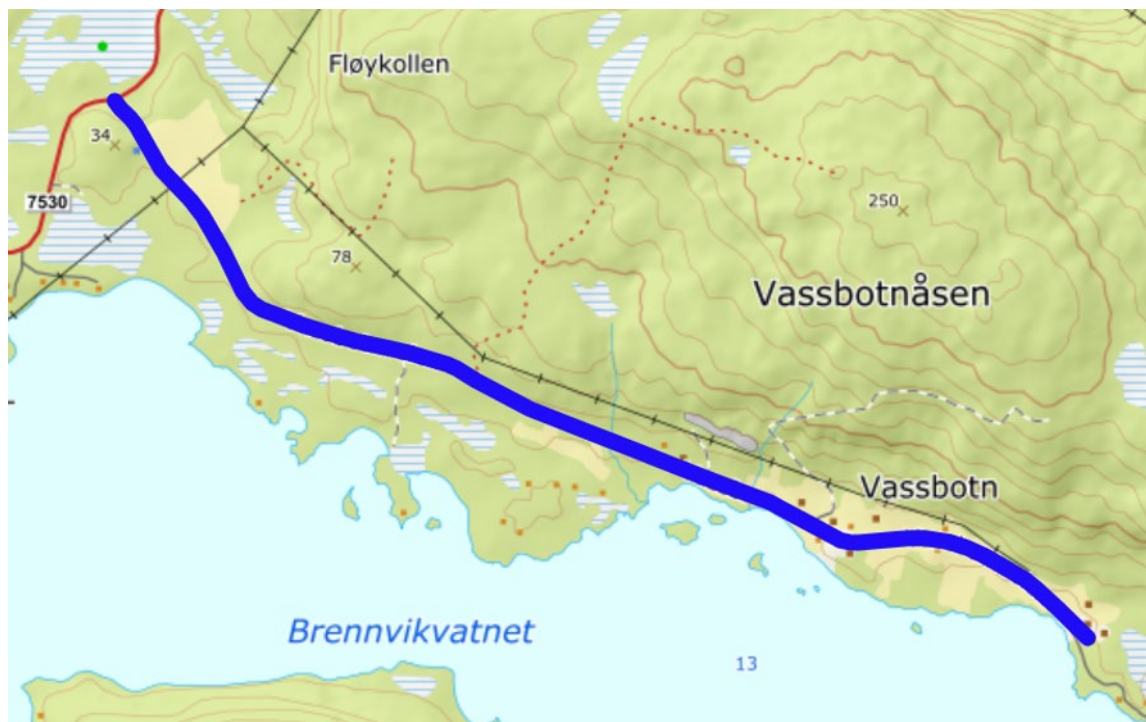 Fløykollen
34
7530
250
78
Vassbotnåsen
Vassbotn
Brennvikvatnet
13